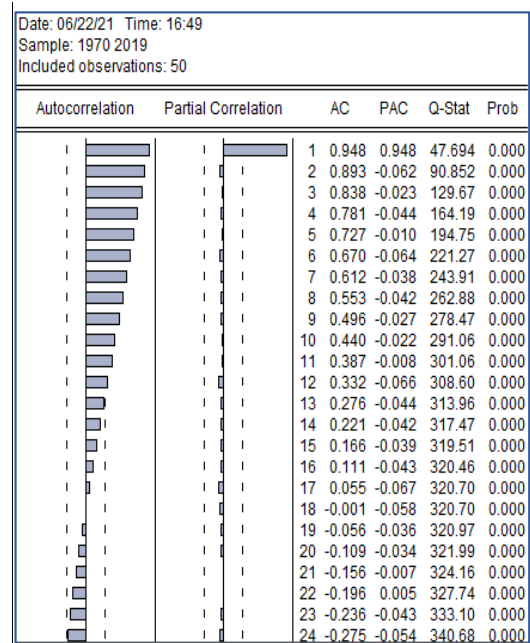 Date: 06/22/21 Time: 16:49
Sample: 1970 2019
Included observations: 50
Autocorrelation Partial Correlation AC PAC Q-Stat Prob
1 0.948 0.948 47.694 0.000
2 0.893 -0.062 90.852 0.000
3 0.838 -0.023 129.67 0.000
4 0.781 -0.044 164.19 0.000
5 0.727 -0.010 194.75 0.000
6 0.670 -0.064 221.27 0.000
7 0.612 -0.038 243.91 0.000
8 0.553 -0.042 262.88 0.000
9 0.496 -0.027 278.47 0.000
10 0.440 -0.022 291.06 0.000
11 0.387 -0.008 301.06 0.000
12 0.332 -0.066 308.60 0.000
13 0.276 -0.044 313.96 0.000
14 0.221 -0.042 317.47 0.000
15 0.166 -0.039 319.51 0.000
16 0.111 -0.043 320.46 0.000
17 0.055 -0.067 320.70 0.000
18 -0.001 -0.058 320.70 0.000
19 -0.056 -0.036 320.97 0.000
20 -0.109 -0.034 321.99 0.000
21 -0.156 -0.007 324.16 0.000
22 -0.196 0.005 327.74 0.000
23 -0.236 -0.043 333.10 0.000
24 -0.275 -0.054 340.68 0.000